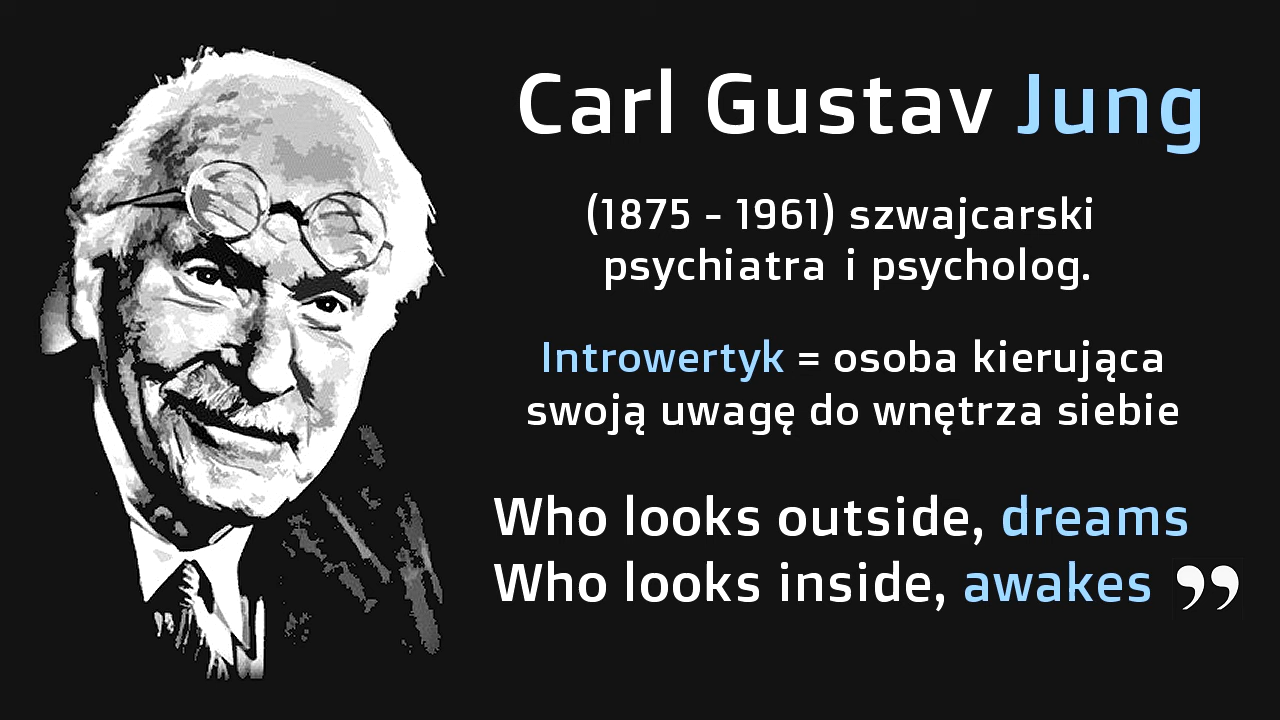 Carl Gustav Jung
(1875 - 1961) szwajcarski
psychiatra i psycholog.
Introwertyk = osoba kierująca
swoją uwagę do wnętrza siebie
Who looks outside, dreams
Who looks inside, awakes ”